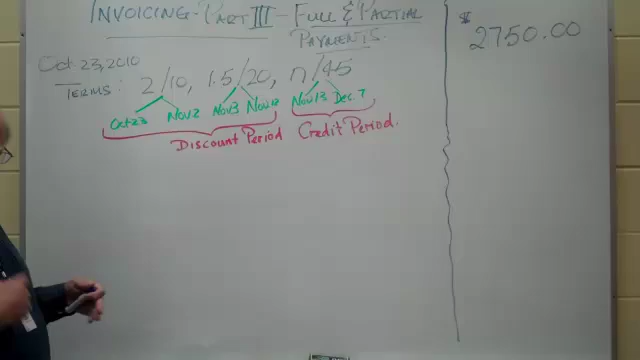 INVOICING - PART III - FULL & PARTIAL
PAYMENTS.
Oct 23, 2010
TERMS: 2/10, 1.5/20, n/45
Oct 23 Nov 2 Nov 3 Nov 12 Nov 13 Dec. 7
Discount Period Credit Period.
$ 2750.00